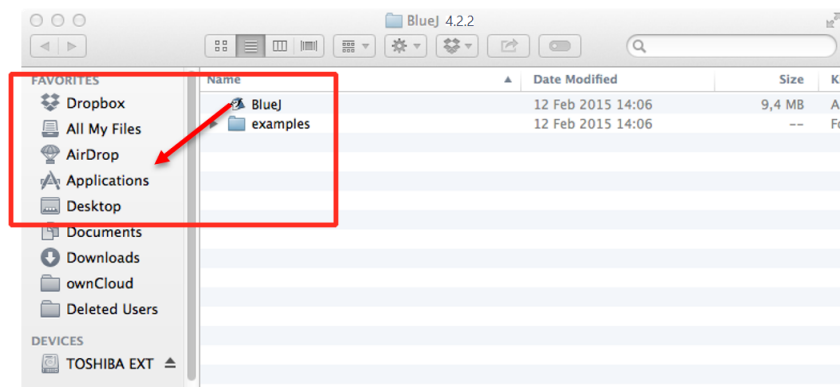 BlueJ 4.2.2
FAVORITES
Name
Date Modified
Size
K
Dropbox
BlueJ
12 Feb 2015 14:06
9,4 MB
A
All My Files
examples
12 Feb 2015 14:06
--
Fo
AirDrop
Applications
Desktop
Documents
Downloads
ownCloud
Deleted Users
DEVICES
TOSHIBA EXT